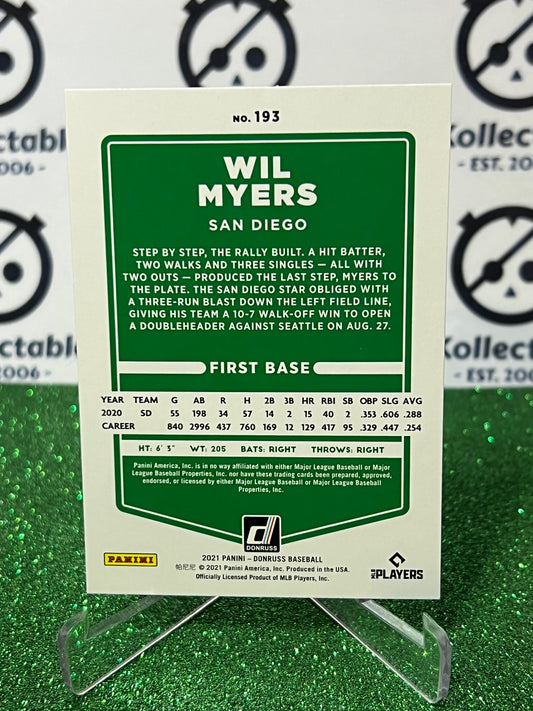 Kollectable
- EST. 2006 -
NO. 193
WIL
MYERS
SAN DIEGO
STEP BY STEP, THE RALLY BUILT. A HIT BATTER,
TWO WALKS AND THREE SINGLES — ALL WITH
TWO OUTS — PRODUCED THE LAST STEP, MYERS TO
THE PLATE. THE SAN DIEGO STAR OBLIGED WITH
A THREE-RUN BLAST DOWN THE LEFT FIELD LINE,
GIVING HIS TEAM A 10-7 WALK-OFF WIN TO OPEN
A DOUBLEHEADER AGAINST SEATTLE ON AUG. 27.
FIRST BASE
YEAR TEAM G AB R H 2B 3B HR RBI SB OBP SLG AVG
2020 SD 55 198 34 57 14 2 15 40 2 .353 .606 .288
CAREER 840 2996 437 760 169 12 129 417 95 .329 .447 .254
HT: 6' 3" WT: 205 BATS: RIGHT THROWS: RIGHT
Panini America, Inc. is in no way affiliated with either Major League Baseball or Major
League Baseball Properties, Inc. nor have these trading cards been prepared, approved,
endorsed, or licensed by either Major League Baseball or Major League Baseball
Properties, Inc.
d
DONRUSS
PANINI
2021 PANINI – DONRUSS BASEBALL
帕尼尼 © 2021 Panini America, Inc. Produced in the USA.
Officially Licensed Product of MLB Players, Inc.
MLB PLAYERS